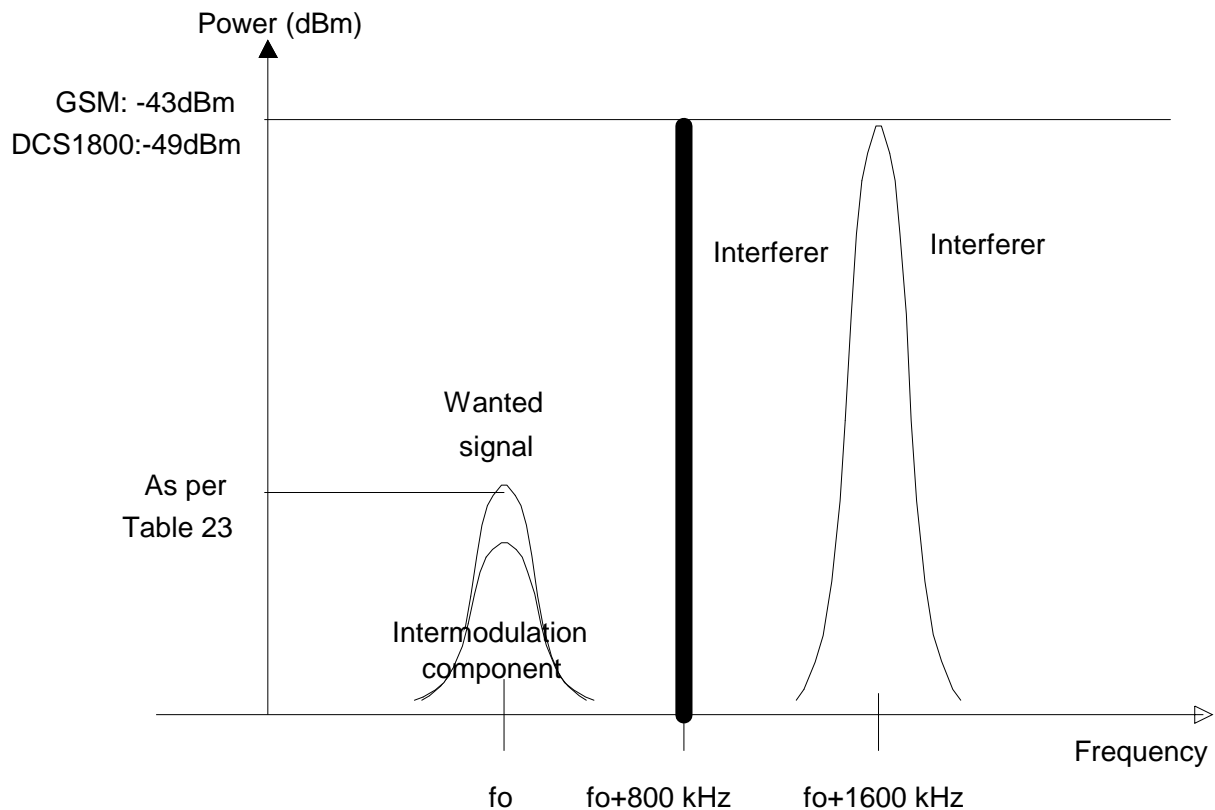 Power (dBm)
GSM: -43dBm
DCS1800:-49dBm
Interferer
Interferer
Wanted
signal
As per
Table 23
Intermodulation
component
Frequency
fo
fo+800 kHz
fo+1600 kHz